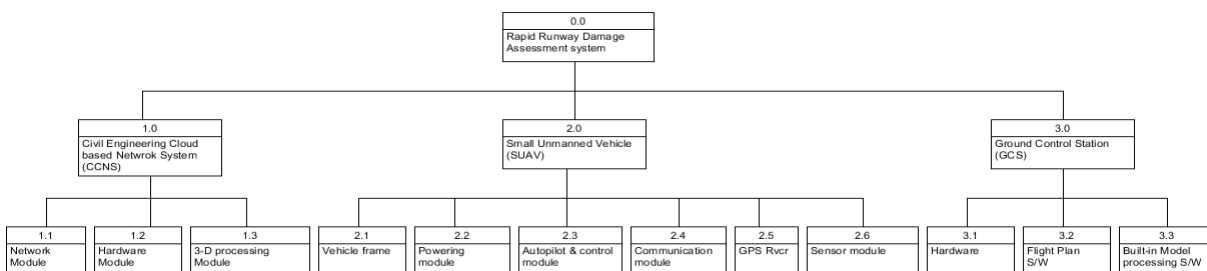 0.0
Rapid Runway Damage
Assessment system
1.0
Civil Engineering Cloud
based Netwrok System
(CCNS)
2.0
Small Unmanned Vehicle
(SUAV)
3.0
Ground Control Station
(GCS)
1.1
Network
Module
1.2
Hardware
Module
1.3
3-D processing
Module
2.1
Vehicle frame
2.2
Powering
module
2.3
Autopilot & control
module
2.4
Communication
module
2.5
GPS Rvcr
2.6
Sensor module
3.1
Hardware
3.2
Flight Plan
S/W
3.3
Built-in Model
processing S/W